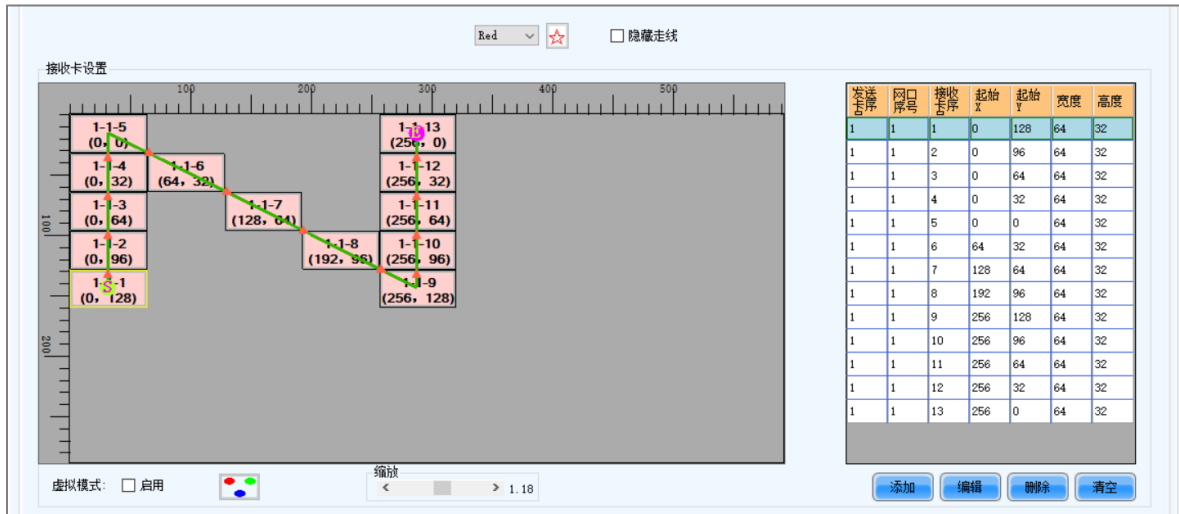 Red
隐藏走线
接收卡设置
100 200 300 400 500
100
200
1-1-5
(0, 0)
1-1-4
(0, 32)
1-1-3
(0, 64)
1-1-2
(0, 96)
1-1-1
(0, 128)
S
1-1-6
(64, 32)
1-1-7
(128, 64)
1-1-8
(192, 96)
1-1-13
(256, 0)
E
1-1-12
(256, 32)
1-1-11
(256, 64)
1-1-10
(256, 96)
1-1-9
(256, 128)
发送卡序 网口序号 接收卡序 起始X 起始Y 宽度 高度
1 1 1 0 128 64 32
1 1 2 0 96 64 32
1 1 3 0 64 64 32
1 1 4 0 32 64 32
1 1 5 0 0 64 32
1 1 6 64 32 64 32
1 1 7 128 64 64 32
1 1 8 192 96 64 32
1 1 9 256 128 64 32
1 1 10 256 96 64 32
1 1 11 256 64 64 32
1 1 12 256 32 64 32
1 1 13 256 0 64 32
虚拟模式: 启用
缩放
< > 1.18
添加 编辑 删除 清空